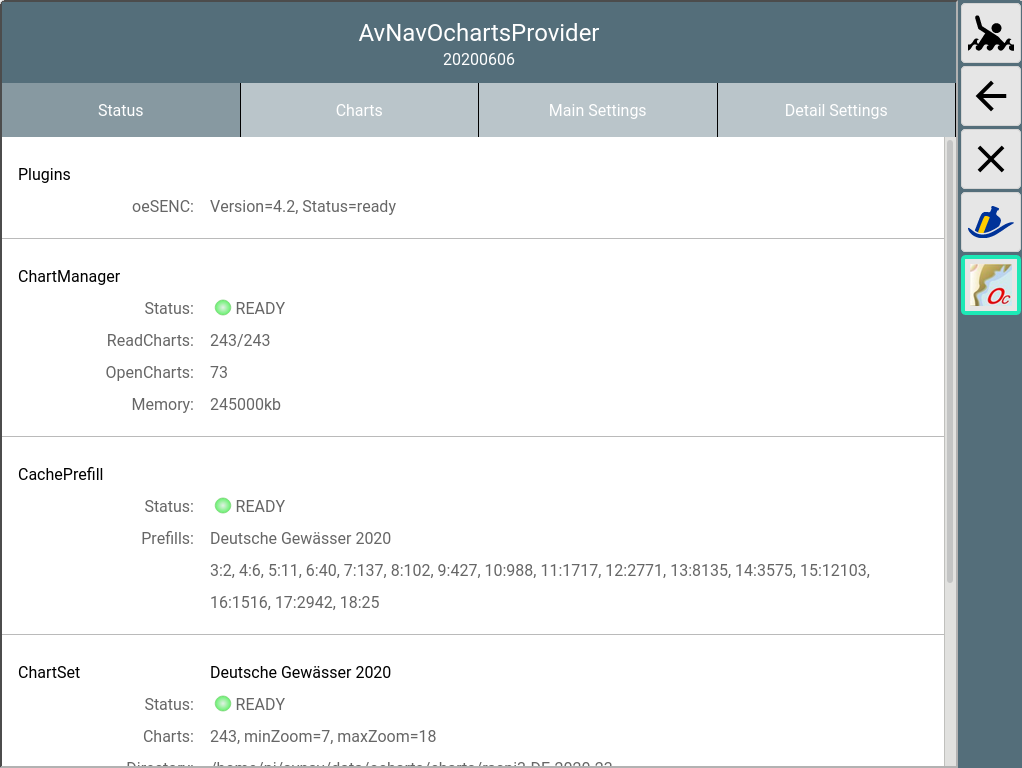 AvNavOchartsProvider
20200606
Status Charts Main Settings Detail Settings
Plugins
oeSENC: Version=4.2, Status=ready
ChartManager
Status: READY
ReadCharts: 243/243
OpenCharts: 73
Memory: 245000kb
CachePrefill
Status: READY
Prefills: Deutsche Gewässer 2020
3:2, 4:6, 5:11, 6:40, 7:137, 8:102, 9:427, 10:988, 11:1717, 12:2771, 13:8135, 14:3575, 15:12103,
16:1516, 17:2942, 18:25
ChartSet Deutsche Gewässer 2020
Status: READY
Charts: 243, minZoom=7, maxZoom=18
Directory:
Oc